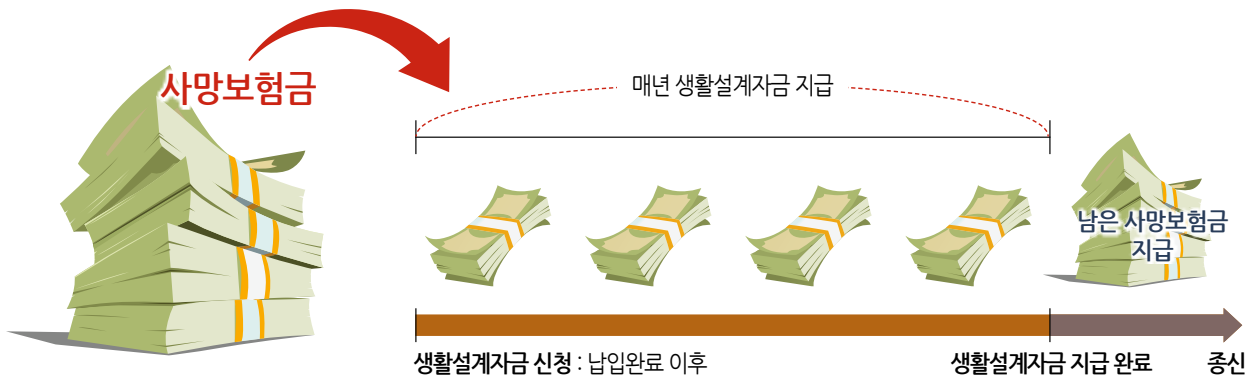 사망보험금
매년 생활설계자금 지급
남은 사망보험금
지급
생활설계자금 신청 : 납입완료 이후
생활설계자금 지급 완료
종신